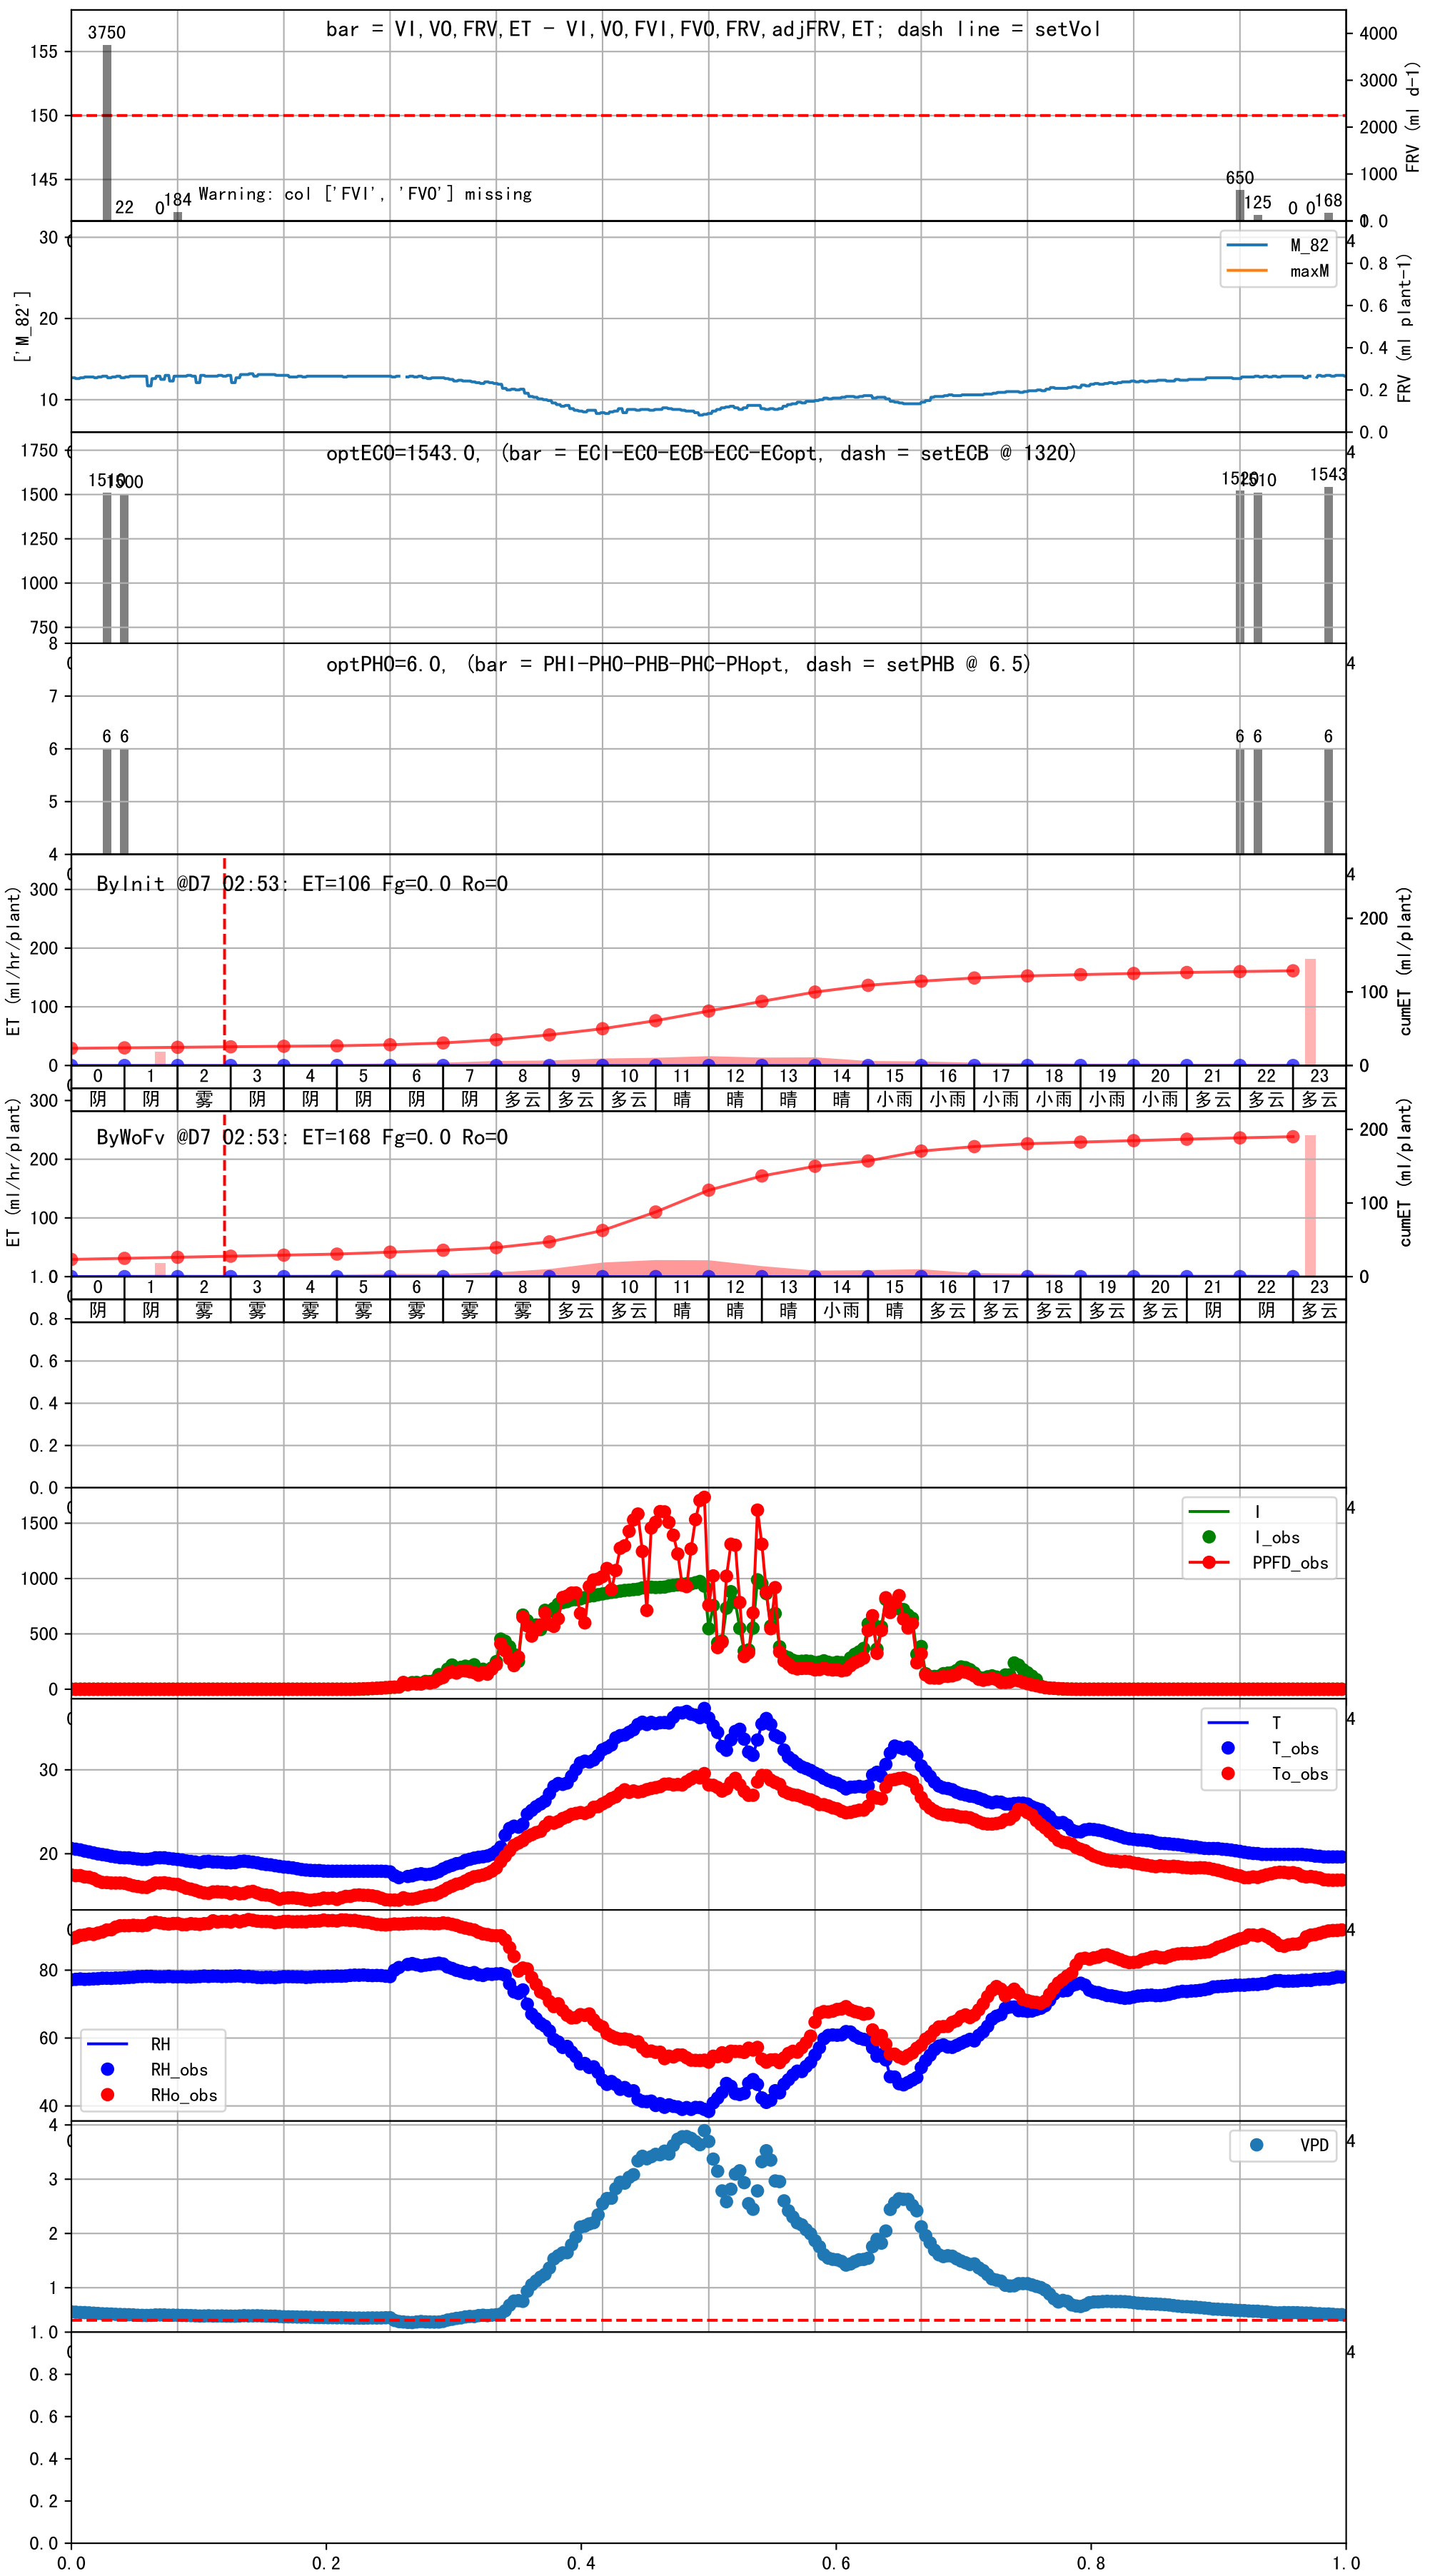 bar = VI,VO,FRV,ET - VI,VO,FVI,FVO,FRV,adjFRV,ET; dash line = setVol
3750
22
0
184
Warning: col ['FVI', 'FVO'] missing
650
125
0
0
168
155
150
145
4000
3000
2000
1000
FRV (ml d-1)
30
20
10
['M_82']
M_82
maxM
4
0.8
0.6
0.4
0.2
0.0
FRV (ml plant-1)
optECO=1543.0, (bar = ECI-ECO-ECB-ECC-ECopt, dash = setECB @ 1320)
1750
1500
1250
1000
750
1510
1500
1520
1510
1543
4
optPHO=6.0, (bar = PHI-PHO-PHB-PHC-PHopt, dash = setPHB @ 6.5)
8
7
6
5
4
6 6
6 6
6
4
ByInit @D7 02:53: ET=106 Fg=0.0 Ro=0
300
200
100
0
ET (ml/hr/plant)
4
200
100
0
cumET (ml/plant)
0 1 2 3 4 5 6 7 8 9 10 11 12 13 14 15 16 17 18 19 20 21 22 23
阴 阴 雾 阴 阴 阴 阴 阴 多云 多云 多云 晴 晴 晴 晴 小雨 小雨 小雨 小雨 小雨 小雨 多云 多云 多云
ByWoFv @D7 02:53: ET=168 Fg=0.0 Ro=0
300
200
100
ET (ml/hr/plant)
200
100
0
cumET (ml/plant)
0 1 2 3 4 5 6 7 8 9 10 11 12 13 14 15 16 17 18 19 20 21 22 23
阴 阴 雾 雾 雾 雾 雾 雾 雾 多云 多云 晴 晴 晴 小雨 晴 多云 多云 多云 多云 多云 阴 阴 多云
1.0
0.8
0.6
0.4
0.2
0.0
1500
1000
500
0
I
I_obs
PPFD_obs
4
30
20
T
T_obs
To_obs
4
80
60
40
RH
RH_obs
RHo_obs
4
4
3
2
1
VPD
4
1.0
0.8
0.6
0.4
0.2
0.0
4
0.0 0.2 0.4 0.6 0.8 1.0